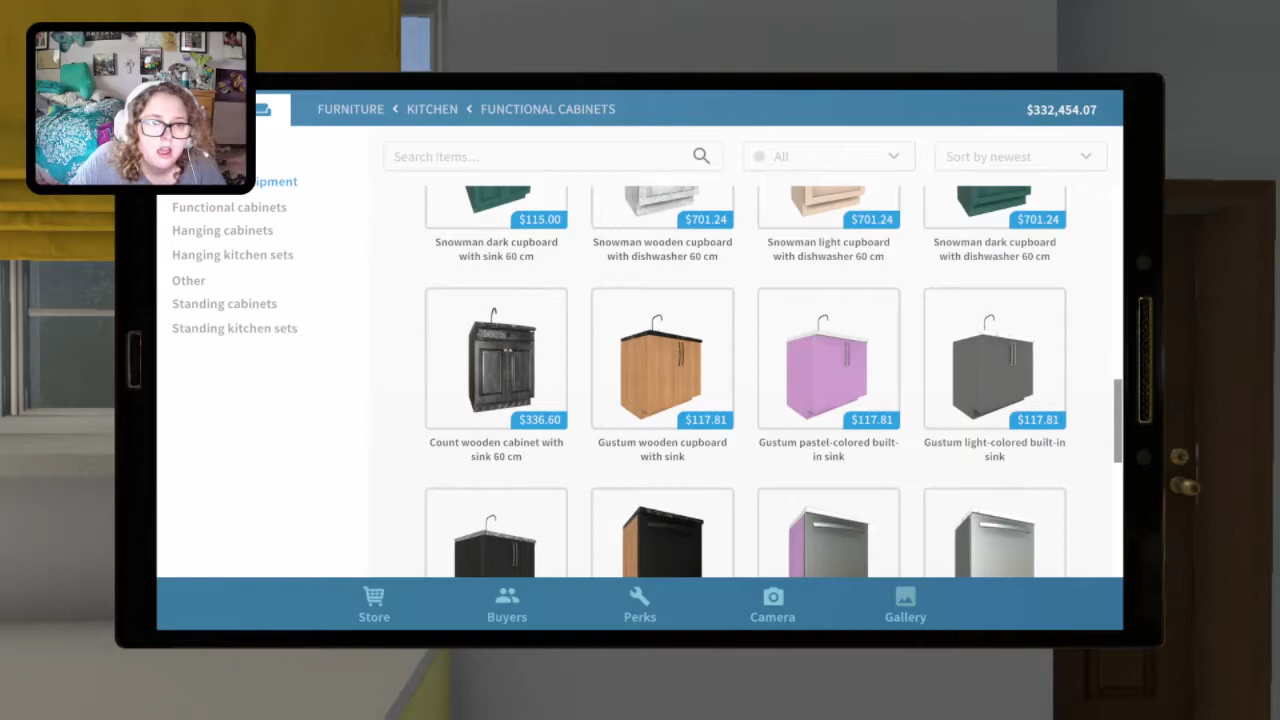 FURNITURE < KITCHEN < FUNCTIONAL CABINETS
$332,454.07
Search items...
All
Sort by newest
ipment
Functional cabinets
Hanging cabinets
Hanging kitchen sets
Other
Standing cabinets
Standing kitchen sets
$115.00
$701.24
$701.24
$701.24
Snowman dark cupboard
with sink 60 cm
Snowman wooden cupboard
with dishwasher 60 cm
Snowman light cupboard
with dishwasher 60 cm
Snowman dark cupboard
with dishwasher 60 cm
$336.60
$117.81
$117.81
$117.81
Count wooden cabinet with
sink 60 cm
Gustum wooden cupboard
with sink
Gustum pastel-colored built-
in sink
Gustum light-colored built-in
sink
Store
Buyers
Perks
Camera
Gallery